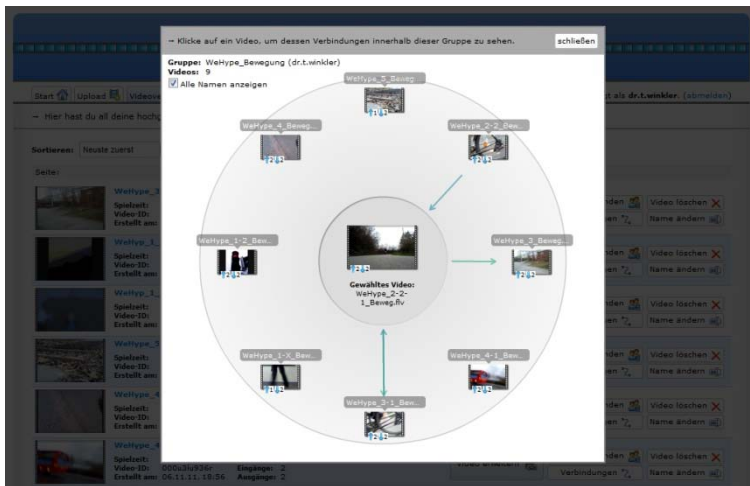 → Klicke auf ein Video, um dessen Verbindungen innerhalb dieser Gruppe zu sehen.
schließen
Gruppe: WeHype_Bewegung (dr.t.winkler)
Videos: 9
Alle Namen anzeigen
WeHype_5_Beweg...
WeHype_4_Beweg...
WeHype_2-2_Bew...
WeHype_1-2_Bew...
WeHype_3_Beweg...
Gewähltes Video:
WeHype_2-2-
1_Beweg.flv
WeHype_1-X_Bew...
WeHype_4-1_Bew...
WeHype_3-1_Bew...
Start
Upload
als dr.t.winkler. (abmelden)
→ Hier hast du all deine
Sortieren: Neuste zuerst
Seite:
Spielzeit:
Video-ID:
Erstellt am:
Video löschen
Name ändern
Spielzeit:
Video-ID:
Erstellt am:
Video löschen
Name ändern
Spielzeit:
Video-ID:
Erstellt am:
Video löschen
Name ändern
Spielzeit:
Video-ID:
Erstellt am:
Video löschen
Name ändern
Spielzeit:
Video-ID:
Erstellt am:
Video löschen
Name ändern
Spielzeit:
Video-ID:
Erstellt am: 06.11.11, 18:56
Eingänge: 2
Ausgänge: 2
Verbindungen
Video löschen
Name ändern